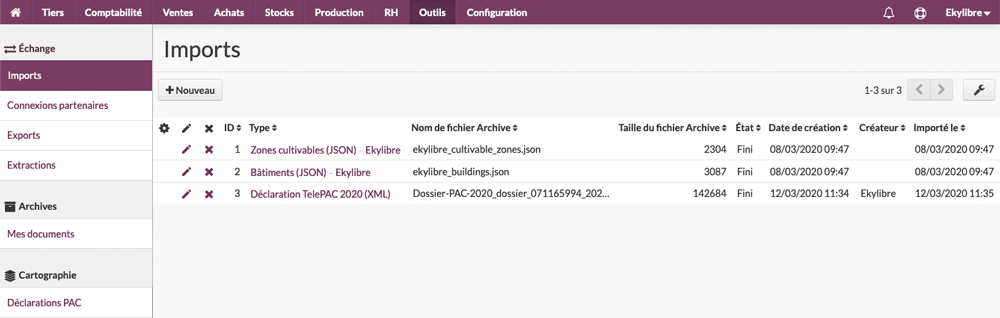 Tiers Comptabilité Ventes Achats Stocks Production RH Outils Configuration Ekylibre
Échange
Imports
Connexions partenaires
Exports
Extractions
Archives
Mes documents
Cartographie
Déclarations PAC
Imports
Nouveau
1-3 sur 3
ID Type Nom de fichier Archive Taille du fichier Archive État Date de création Créateur Importé le
1 Zones cultivables (JSON) - Ekylibre ekylibre_cultivable_zones.json 2304 Fini 08/03/2020 09:47 08/03/2020 09:47
2 Bâtiments (JSON) - Ekylibre ekylibre_buildings.json 3087 Fini 08/03/2020 09:47 08/03/2020 09:47
3 Déclaration TelePAC 2020 (XML) Dossier-PAC-2020_dossier_071165994_202... 142684 Fini 12/03/2020 11:34 Ekylibre 12/03/2020 11:35